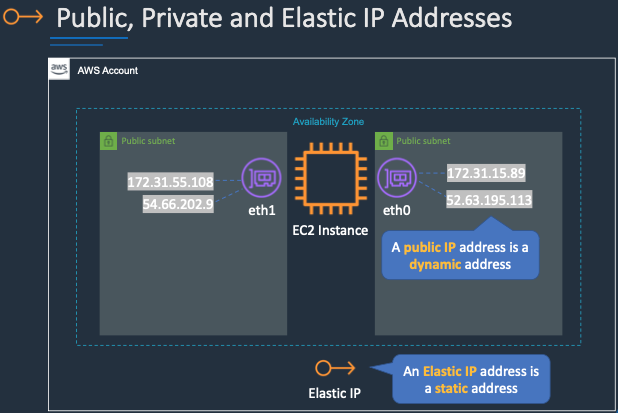 Public, Private and Elastic IP Addresses
aws
AWS Account
Availability Zone
Public subnet
Public subnet
172.31.55.108
54.66.202.9
eth1
EC2 Instance
eth0
172.31.15.89
52.63.195.113
A public IP address is a
dynamic address
Elastic IP
An Elastic IP address is
a static address